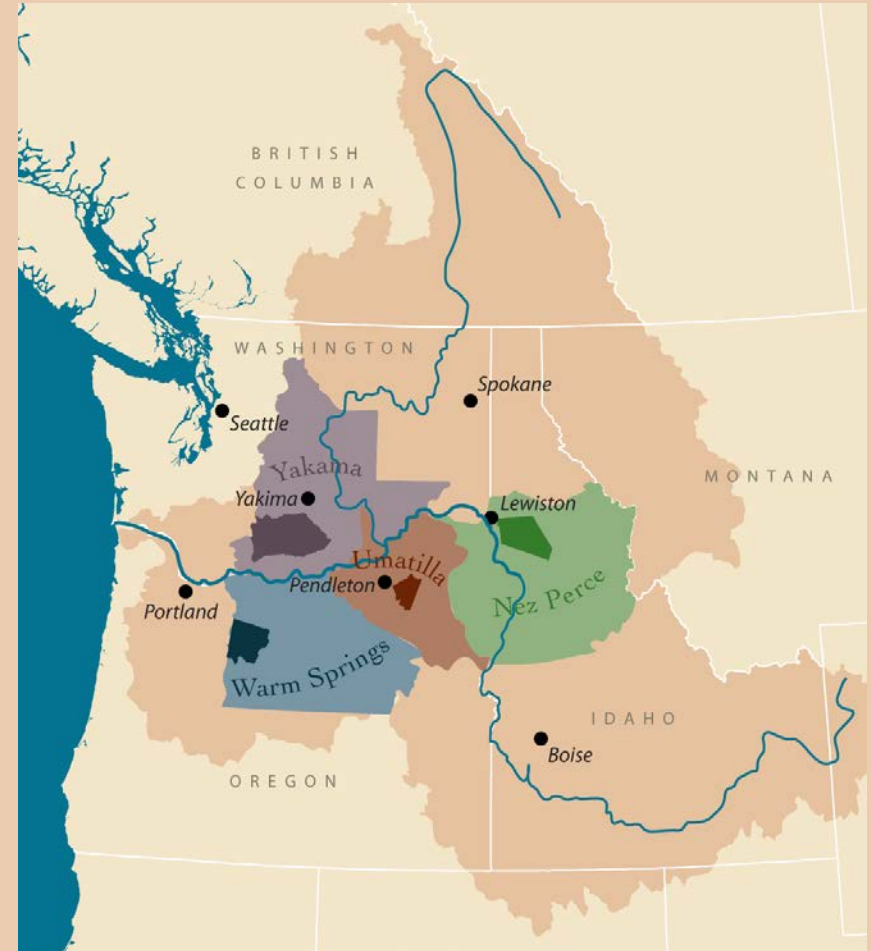 BRITISH
COLUMBIA
WASHINGTON
Spokane
Seattle
Yakama
MONTANA
Yakima
Lewiston
Umatilla
Pendleton
Nez Perce
Portland
Warm Springs
IDAHO
Boise
OREGON